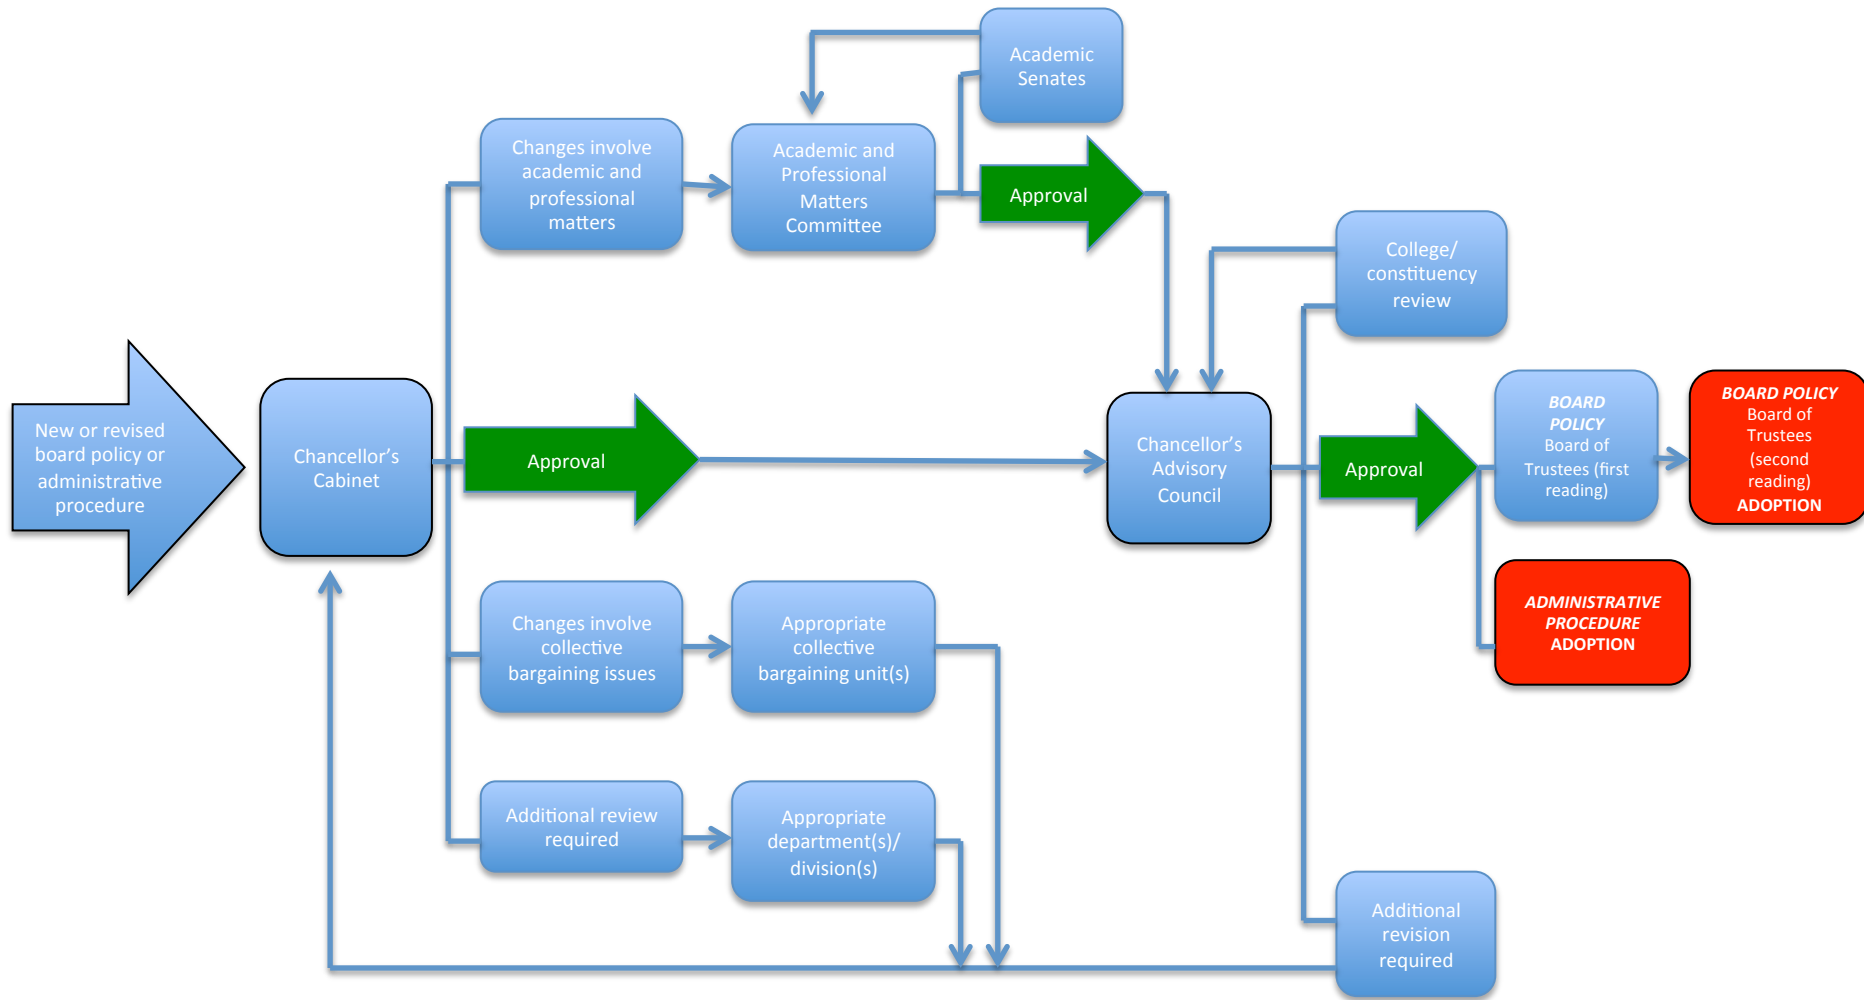 New or revised
board policy or
administrative
procedure
Chancellor's
Cabinet
Changes involve
academic and
professional
matters
Academic and
Professional
Matters
Committee
Academic
Senates
Approval
Approval
Chancellor's
Advisory
Council
College/
constituency
review
Approval
BOARD
POLICY
Board of
Trustees (first
reading)
BOARD POLICY
Board of
Trustees
(second
reading)
ADOPTION
ADMINISTRATIVE
PROCEDURE
ADOPTION
Changes involve
collective
bargaining issues
Appropriate
collective
bargaining unit(s)
Additional review
required
Appropriate
department(s)/
division(s)
Additional
revision
required